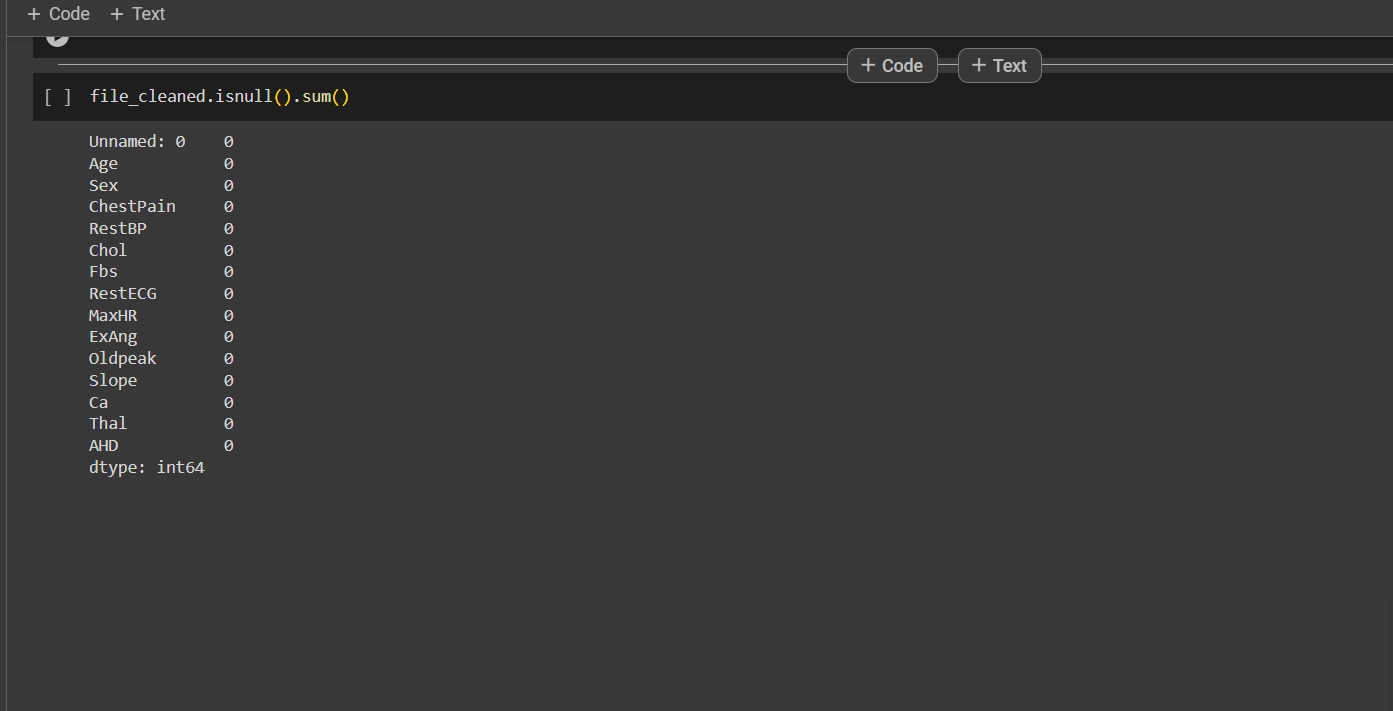 + Code + Text
+ Code + Text
[ ] file_cleaned.isnull().sum()
Unnamed: 0 0
Age 0
Sex 0
ChestPain 0
RestBP 0
Chol 0
Fbs 0
RestECG 0
MaxHR 0
ExAng 0
Oldpeak 0
Slope 0
Ca 0
Thal 0
AHD 0
dtype: int64